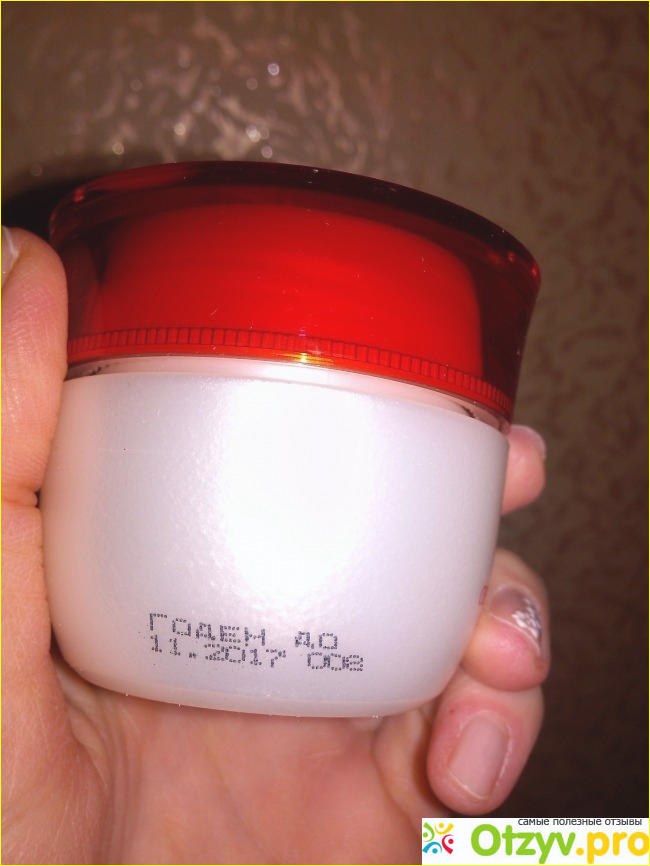 ГОДЕН ДО
11.2017 008
самые полезные отзывы
Otzyv.pro